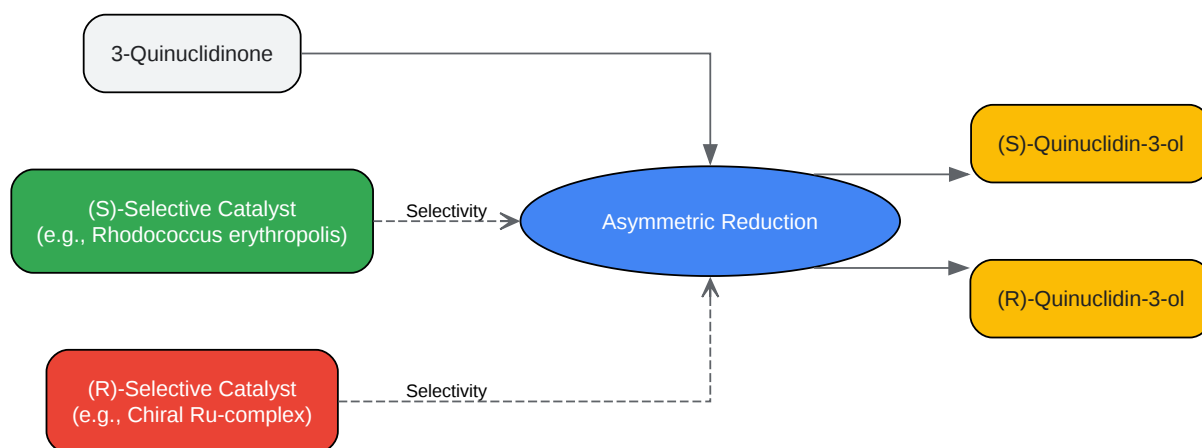 3-Quinuclidinone
(S)-Quinuclidin-3-ol
(S)-Selective Catalyst
(e.g., Rhodococcus erythropolis)
Selectivity
Asymmetric Reduction
(R)-Quinuclidin-3-ol
(R)-Selective Catalyst
(e.g., Chiral Ru-complex)
Selectivity